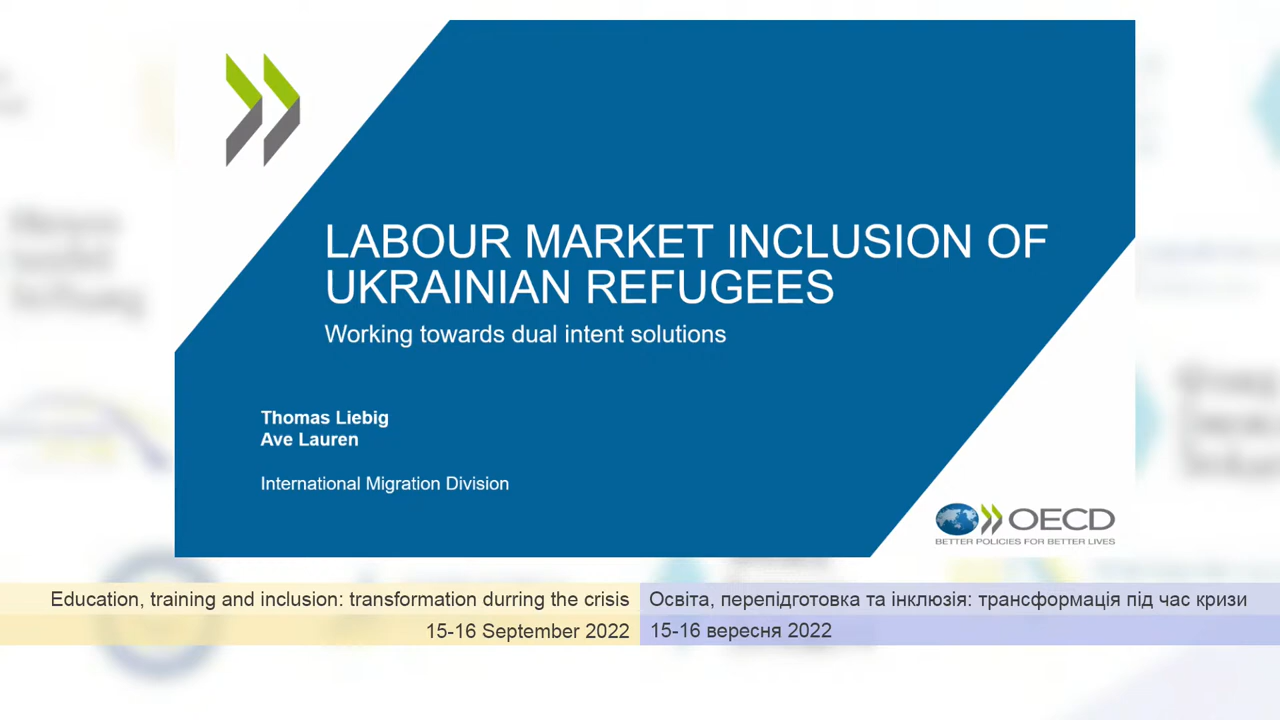 LABOUR MARKET INCLUSION OF
UKRAINIAN REFUGEES
Working towards dual intent solutions
Thomas Liebig
Ave Lauren
International Migration Division
OECD
BETTER POLICIES FOR BETTER LIVES
Education, training and inclusion: transformation durring the crisis
15-16 September 2022
Освіта, перепідготовка та інклюзія: трансформація під час кризи
15-16 вересня 2022